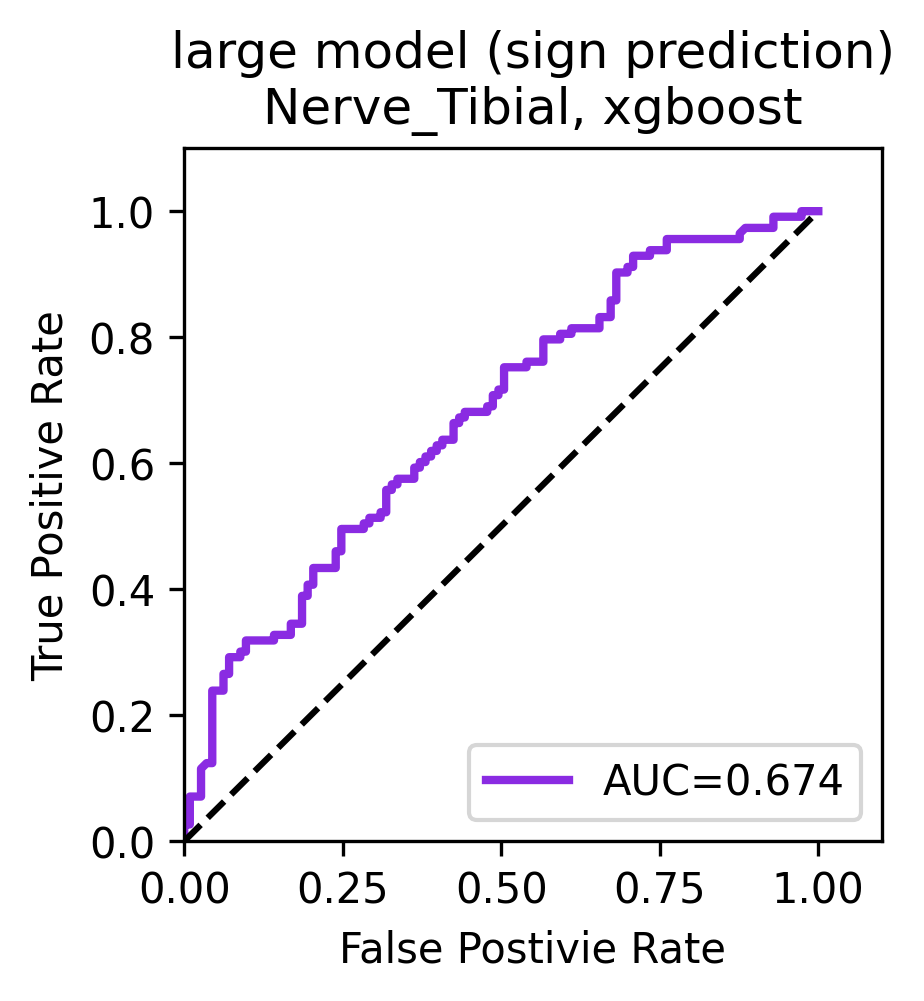 large model (sign prediction)
Nerve_Tibial, xgboost
1.0
0.8
0.6
0.4
0.2
0.0
True Positive Rate
AUC=0.674
0.00 0.25 0.50 0.75 1.00
False Postivie Rate